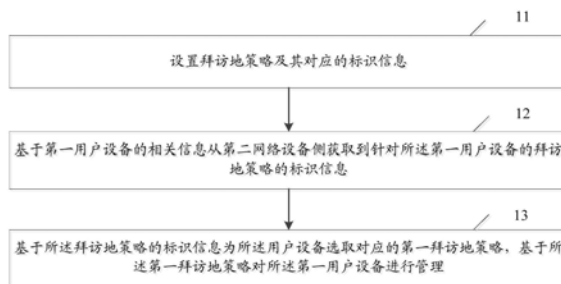 11
设置拜访地策略及其对应的标识信息
12
基于第一用户设备的相关信息从第二网络设备侧获取到针对所述第一用户设备的拜访
地策略的标识信息
13
基于所述拜访地策略的标识信息为所述用户设备选取对应的第一拜访地策略，基于所
述第一拜访地策略对所述第一用户设备进行管理